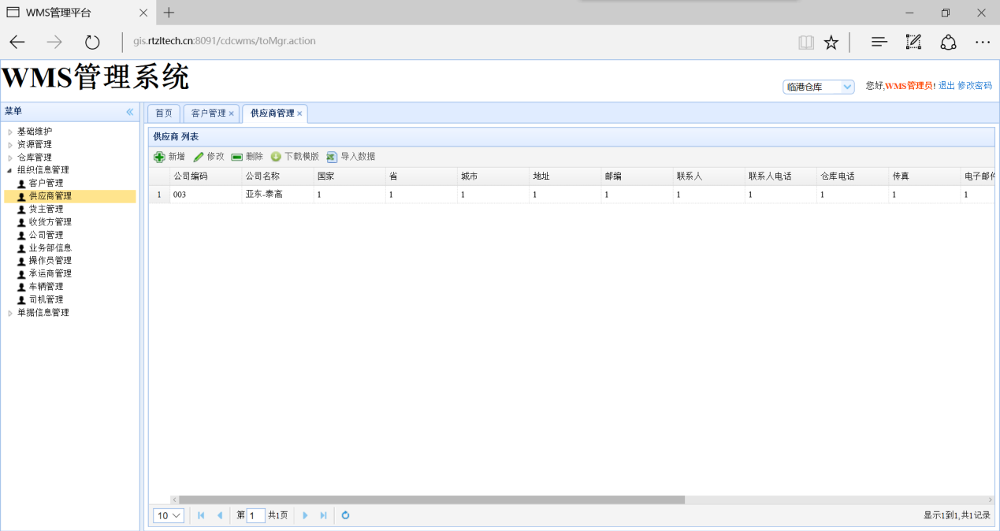 WMS管理平台
gis.rtzltech.cn:8091/cdcwms/toMgr.action
WMS管理系统
临港仓库 您好,WMS管理员! 退出 修改密码
菜单
基础维护
资源管理
仓库管理
组织信息管理
客户管理
供应商管理
货主管理
收货方管理
公司管理
业务部信息
操作员管理
承运商管理
车辆管理
司机管理
单据信息管理
首页 客户管理 供应商管理
供应商 列表
新增 修改 删除 下载模版 导入数据
公司编码 公司名称 国家 省 城市 地址 邮编 联系人 联系人电话 仓库电话 传真 电子邮件
1 003 亚东-泰高 1 1 1 1 1 1 1 1 1 1
10 第 1 共1页 显示1到1,共1记录